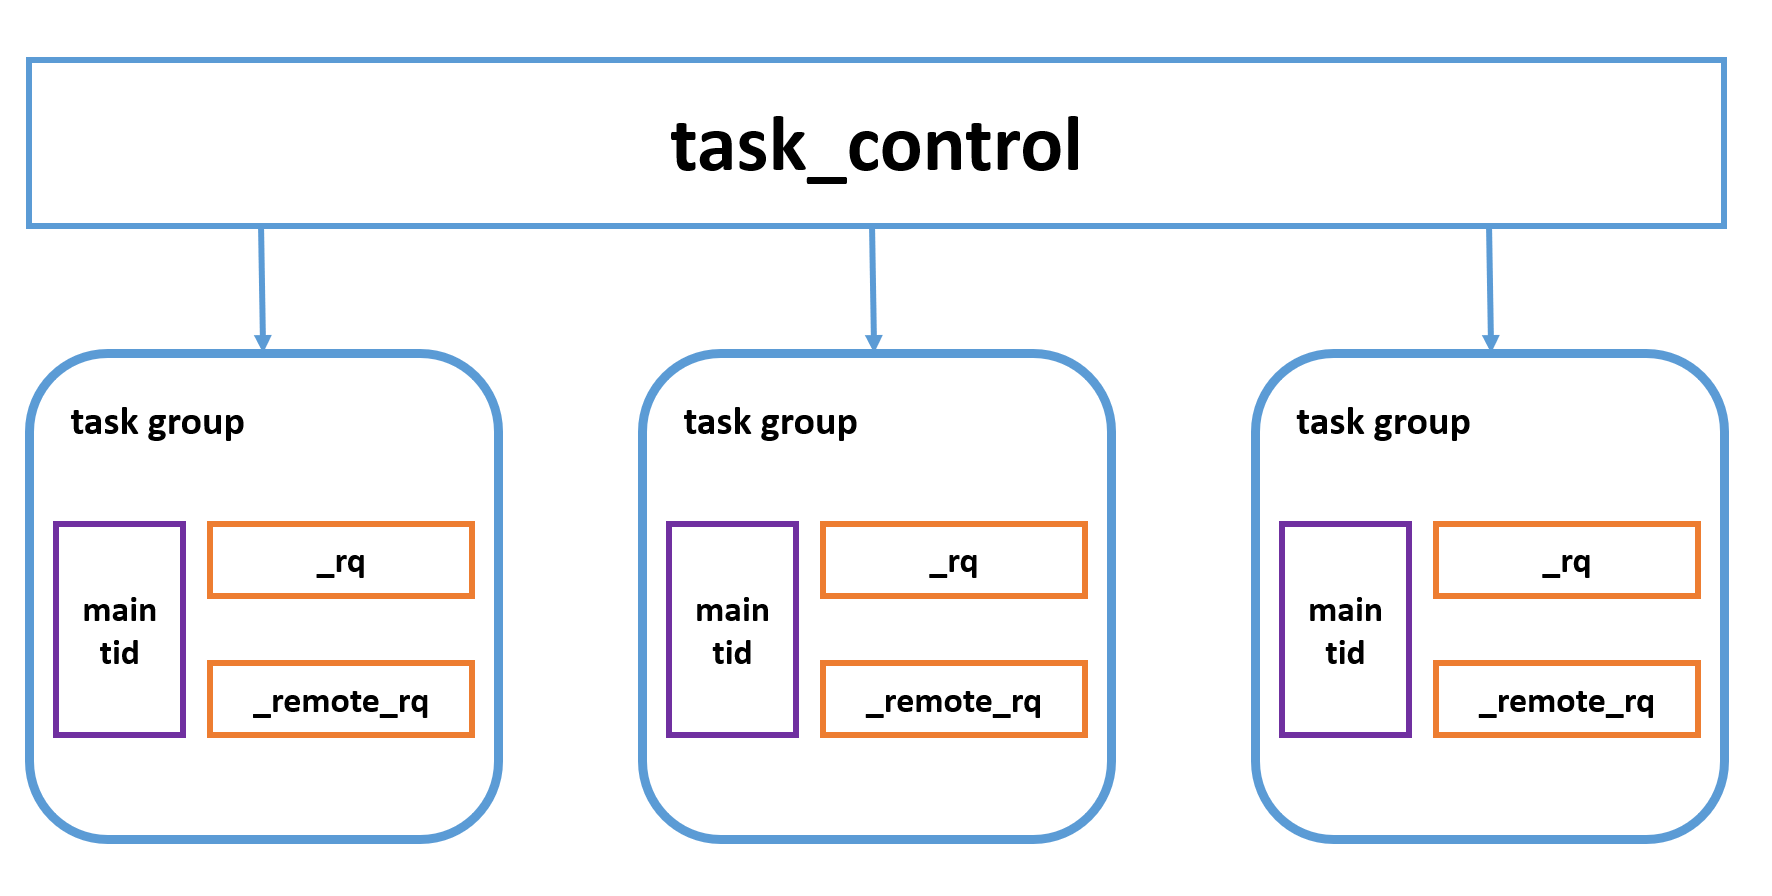 task_control
task group
main
tid
_rq
_remote_rq
task group
main
tid
_rq
_remote_rq
task group
main
tid
_rq
_remote_rq